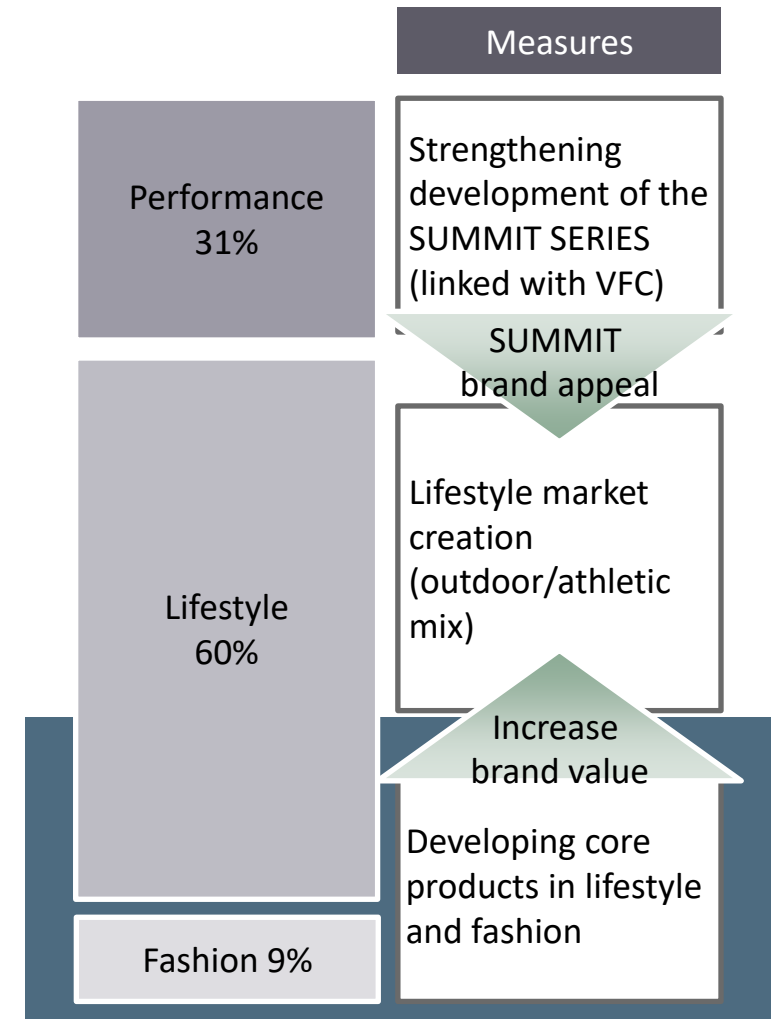 Measures
Performance
31%
Strengthening
development of the
SUMMIT SERIES
(linked with VFC)
SUMMIT
brand appeal
Lifestyle
60%
Lifestyle market
creation
(outdoor/athletic
mix)
Increase
brand value
Developing core
products in lifestyle
and fashion
Fashion 9%